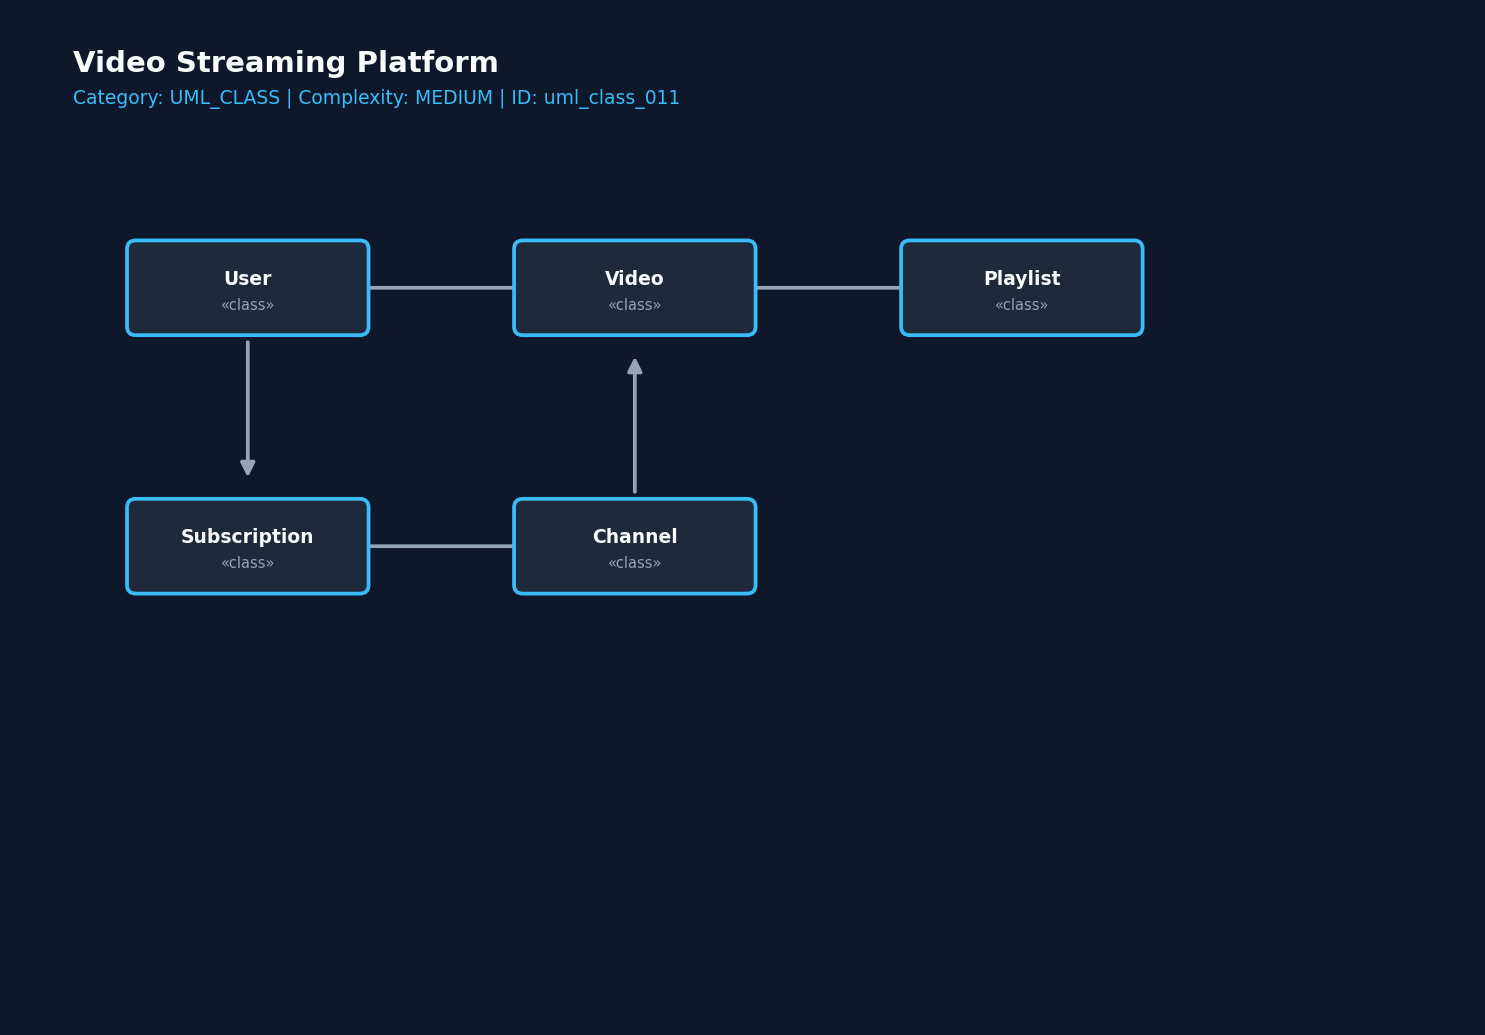 Video Streaming Platform
Category: UML_CLASS | Complexity: MEDIUM | ID: uml_class_011
User
«class»
Video
«class»
Playlist
«class»
Subscription
«class»
Channel
«class»